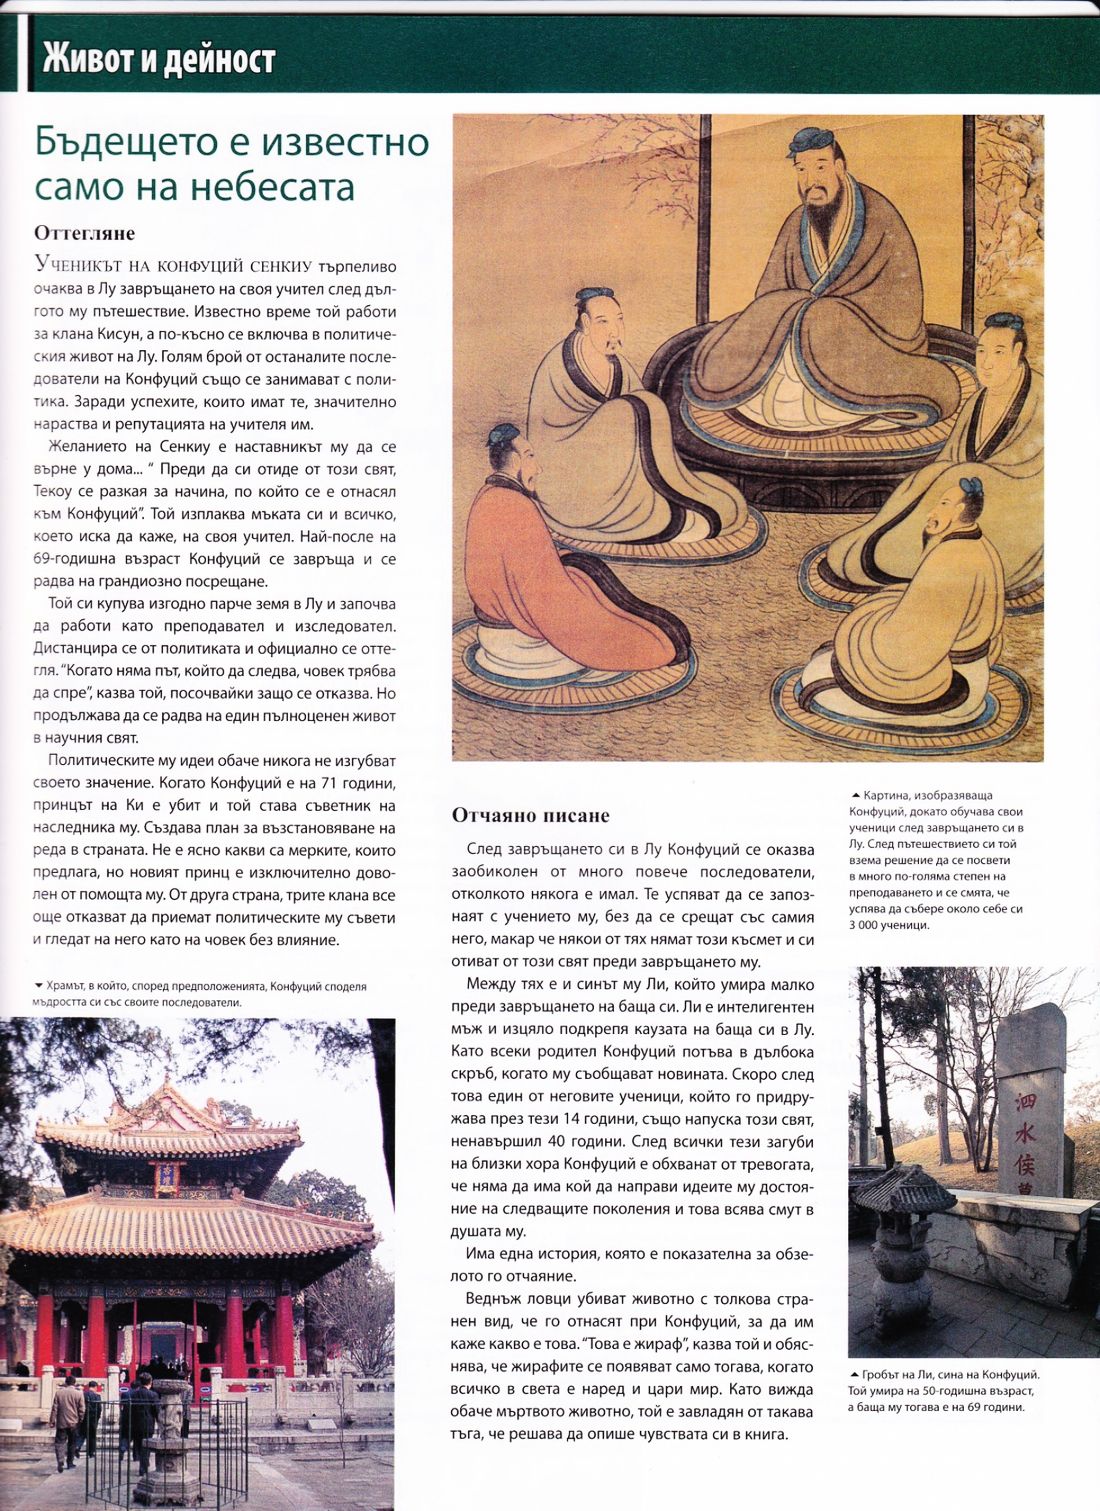 Живот и дейност
Бъдещето е известно
само на небесата
Оттегляне
УЧЕНИКЪТ НА КОНФУЦИЙ СЕНКИУ търпеливо
очаква в Лу завръщането на своя учител след дъл-
гото му пътешествие. Известно време той работи
за клана Кисун, а по-късно се включва в политиче-
ския живот на Лу. Голям брой от останалите после-
дователи на Конфуций също се занимават с поли-
тика. Заради успехите, които имат те, значително
нараства и репутацията на учителя им.
Желанието на Сенкиу е наставникът му да се
върне у дома... “ Преди да си отиде от този свят,
Текоу се разкая за начина, по който се е отнасял
към Конфуций”. Той изплаква мъката си и всичко,
което иска да каже, на своя учител. Най-после на
69-годишна възраст Конфуций се завръща и се
радва на грандиозно посрещане.
Той си купува изгодно парче земя в Лу и започва
да работи като преподавател и изследовател.
Дистанцира се от политиката и официално се отте-
гля. “Когато няма път, който да следва, човек трябва
да спре”, казва той, посочвайки защо се отказва. Но
продължава да се радва на един пълноценен живот
в научния свят.
Политическите му идеи обаче никога не изгубват
своето значение. Когато Конфуций е на 71 години,
принцът на Ки е убит и той става съветник на
наследника му. Създава план за възстановяване на
реда в страната. Не е ясно какви са мерките, които
предлага, но новият принц е изключително дово-
лен от помощта му. От друга страна, трите клана все
още отказват да приемат политическите му съвети
и гледат на него като на човек без влияние.
Храмът, в който, според предположенията, Конфуций споделя
мъдростта си със своите последователи.
Отчаяно писане
След завръщането си в Лу Конфуций се оказва
заобиколен от много повече последователи,
отколкото някога е имал. Те успяват да се запоз-
наят с учението му, без да се срещат със самия
него, макар че някои от тях нямат този късмет и си
отиват от този свят преди завръщането му.
Между тях е и синът му Ли, който умира малко
преди завръщането на баща си. Ли е интелигентен
мъж и изцяло подкрепя каузата на баща си в Лу.
Като всеки родител Конфуций потъва в дълбока
скръб, когато му съобщават новината. Скоро след
това един от неговите ученици, който го придру-
жава през тези 14 години, също напуска този свят,
ненавършил 40 години. След всички тези загуби
на близки хора Конфуций е обхванат от тревогата,
че няма да има кой да направи идеите му достоя-
ние на следващите поколения и това всява смут в
душата му.
Има една история, която е показателна за обзе-
лото го отчаяние.
Веднъж ловци убиват животно с толкова стра-
нен вид, че го отнасят при Конфуций, за да им
каже какво е това. “Това е жираф”, казва той и обяс-
нява, че жирафите се появяват само тогава, когато
всичко в света е наред и цари мир. Като вижда
обаче мъртвото животно, той е завладян от такава
тъга, че решава да опише чувствата си в книга.
Картина, изобразяваща
Конфуций, докато обучава свои
ученици след завръщането си в
Лу. След пътешествието си той
взема решение да се посвети
в много по-голяма степен на
преподаването и се смята, че
успява да събере около себе си
3 000 ученици.
泗水侯墓
Гробът на Ли, сина на Конфуций.
Той умира на 50-годишна възраст,
а баща му тогава е на 69 години.